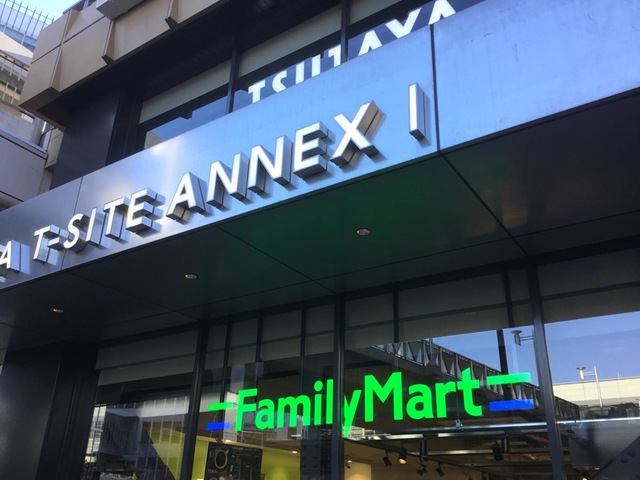 TSUTAYA
A T-SITE ANNEX I
FamilyMart